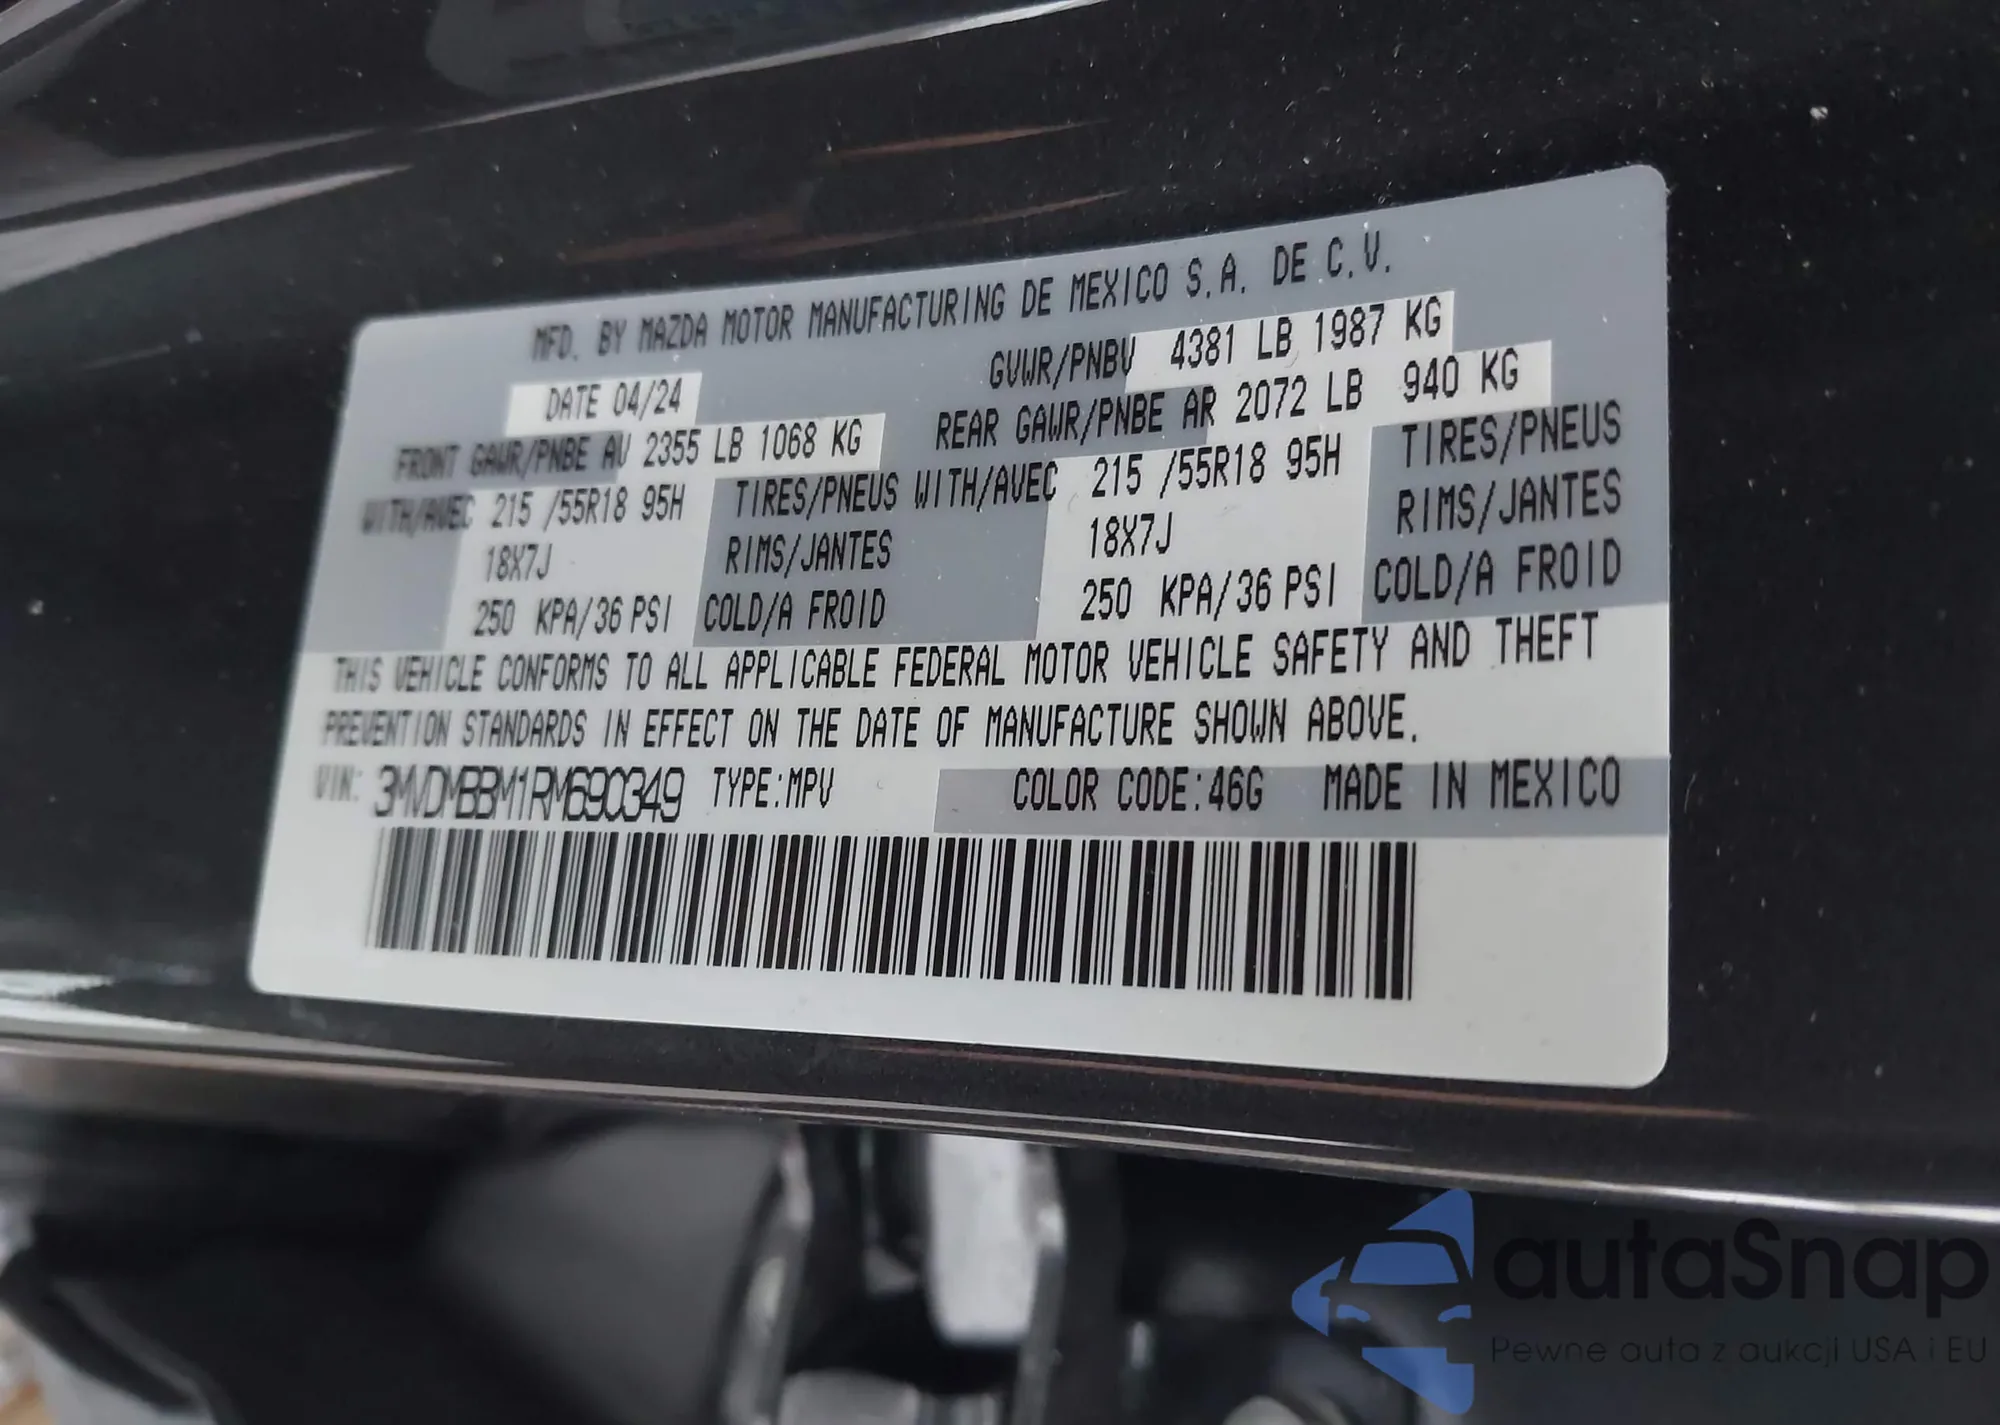 MFD. BY MAZDA MOTOR MANUFACTURING DE MEXICO S.A. DE C.V.
DATE 04/24 GVWR/PNBV 4381 LB 1987 KG
FRONT GAWR/PNBE AV 2355 LB 1068 KG REAR GAWR/PNBE AR 2072 LB 940 KG
WITH/AVEC 215 /55R18 95H TIRES/PNEUS WITH/AVEC 215 /55R18 95H TIRES/PNEUS
18X7J RIMS/JANTES 18X7J RIMS/JANTES
250 KPA/36 PSI COLD/A FROID 250 KPA/36 PSI COLD/A FROID
THIS VEHICLE CONFORMS TO ALL APPLICABLE FEDERAL MOTOR VEHICLE SAFETY AND THEFT
PREVENTION STANDARDS IN EFFECT ON THE DATE OF MANUFACTURE SHOWN ABOVE.
VIN: 3MVDMBBM1RM690349 TYPE:MPV COLOR CODE:46G MADE IN MEXICO
autaSnap
Pewne auta z aukcji USA i EU